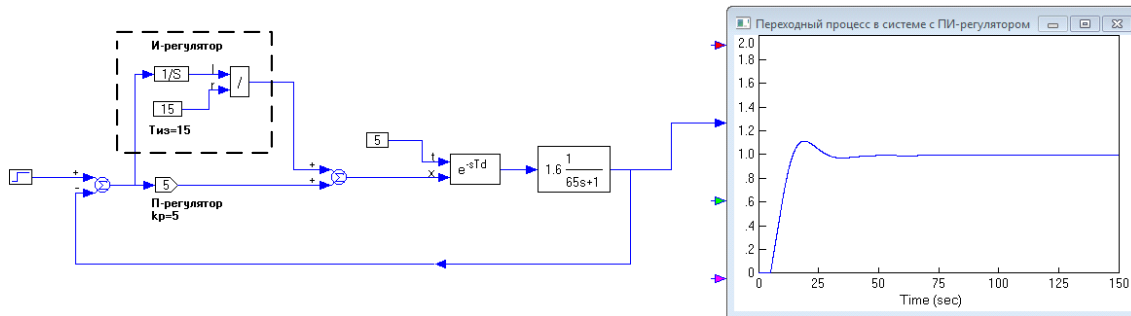 Переходный процесс в системе с ПИ-регулятором
И-регулятор
1/S
l
/
r
15
Tиз=15
5
t
e^-sTd
x
1.6 1
65s+1
+
-
5
+
+
П-регулятор
kp=5
2.0
1.8
1.6
1.4
1.2
1.0
.8
.6
.4
.2
0
0 25 50 75 100 125 150
Time (sec)